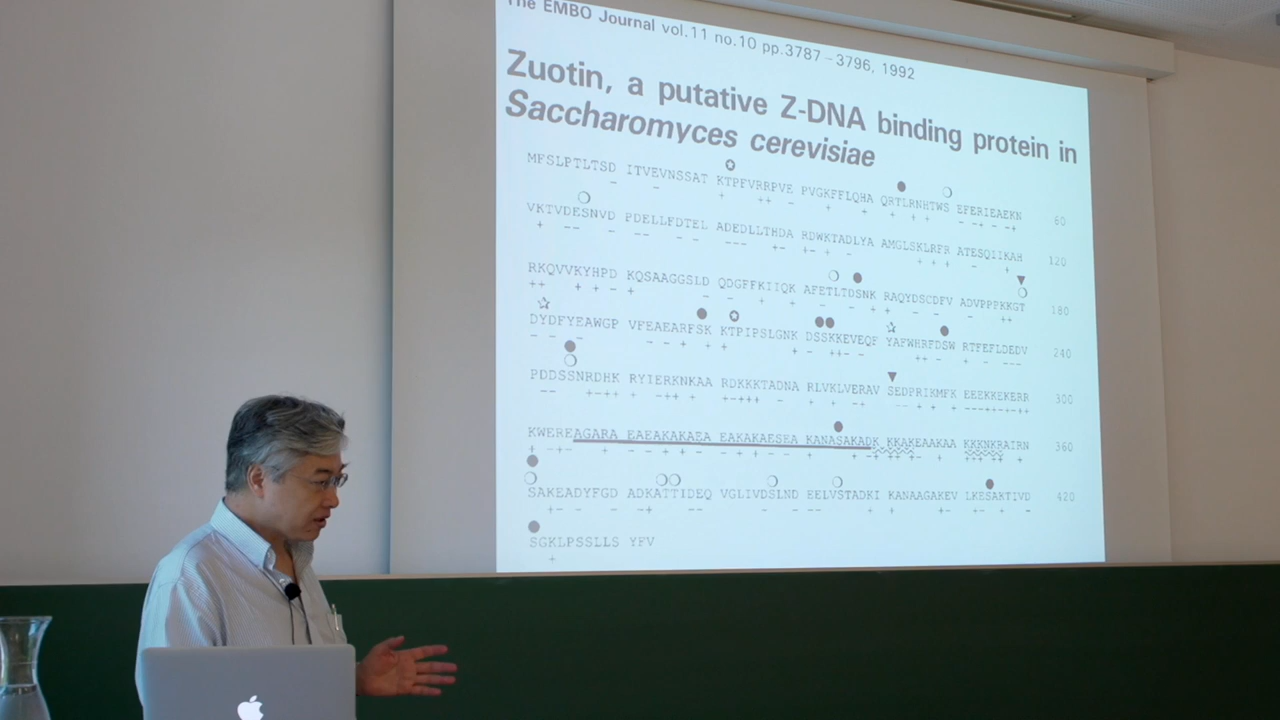 The EMBO Journal vol.11 no.10 pp.3787 – 3796, 1992
Zuotin, a putative Z-DNA binding protein in
Saccharomyces cerevisiae
MFSLPTLTSD ITVEVNSSAT KTPFVRRPVE PVGKFFLQHA QRTLRNHTWS EFERIEAEKN 60
VKTVDESNVD PDELLFDTEL ADEDLLTHDA RDWKTADLYA AMGLSKLRFR ATESQIIKAH 120
RKQVVKYHPD KQSAAGGSLD QDGFFKIIQK AFETLTDSNK RAQYDSCDFV ADVPPPKKGT 180
DYDFYEAWGP VFEAEARFSK KTPIPSLGNK DSSKKEVEQF YAFWHRFDSW RTFEFLDEDV 240
PDDSSNRDHK RYIERKNKAA RDKKKTADNA RLVKLVERAV SEDPRIKMFK EEEKKEKERR 300
KWEREAGARA EAEAKAKAEA EAKAKAESEA KANASAKADK KKAKEAAKAA KKKNKRAIRN 360
SAKEADYFGD ADKATTIDEQ VGLIVDSLND EELVSTADKI KANAAGAKEV LKESAKTIVD 420
SGKLPSSLLS YFV